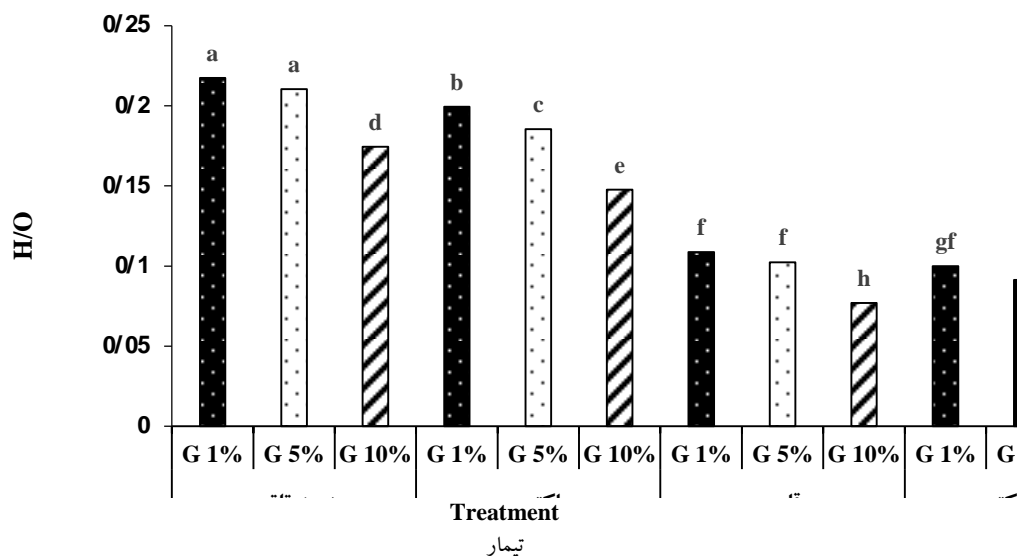 0/25
0/2
0/15
0/1
0/05
0
H/O
a a d b c e f f h gf
G 1% G 5% G 10% G 1% G 5% G 10% G 1% G 5% G 10% G 1% G
Treatment
تیمار